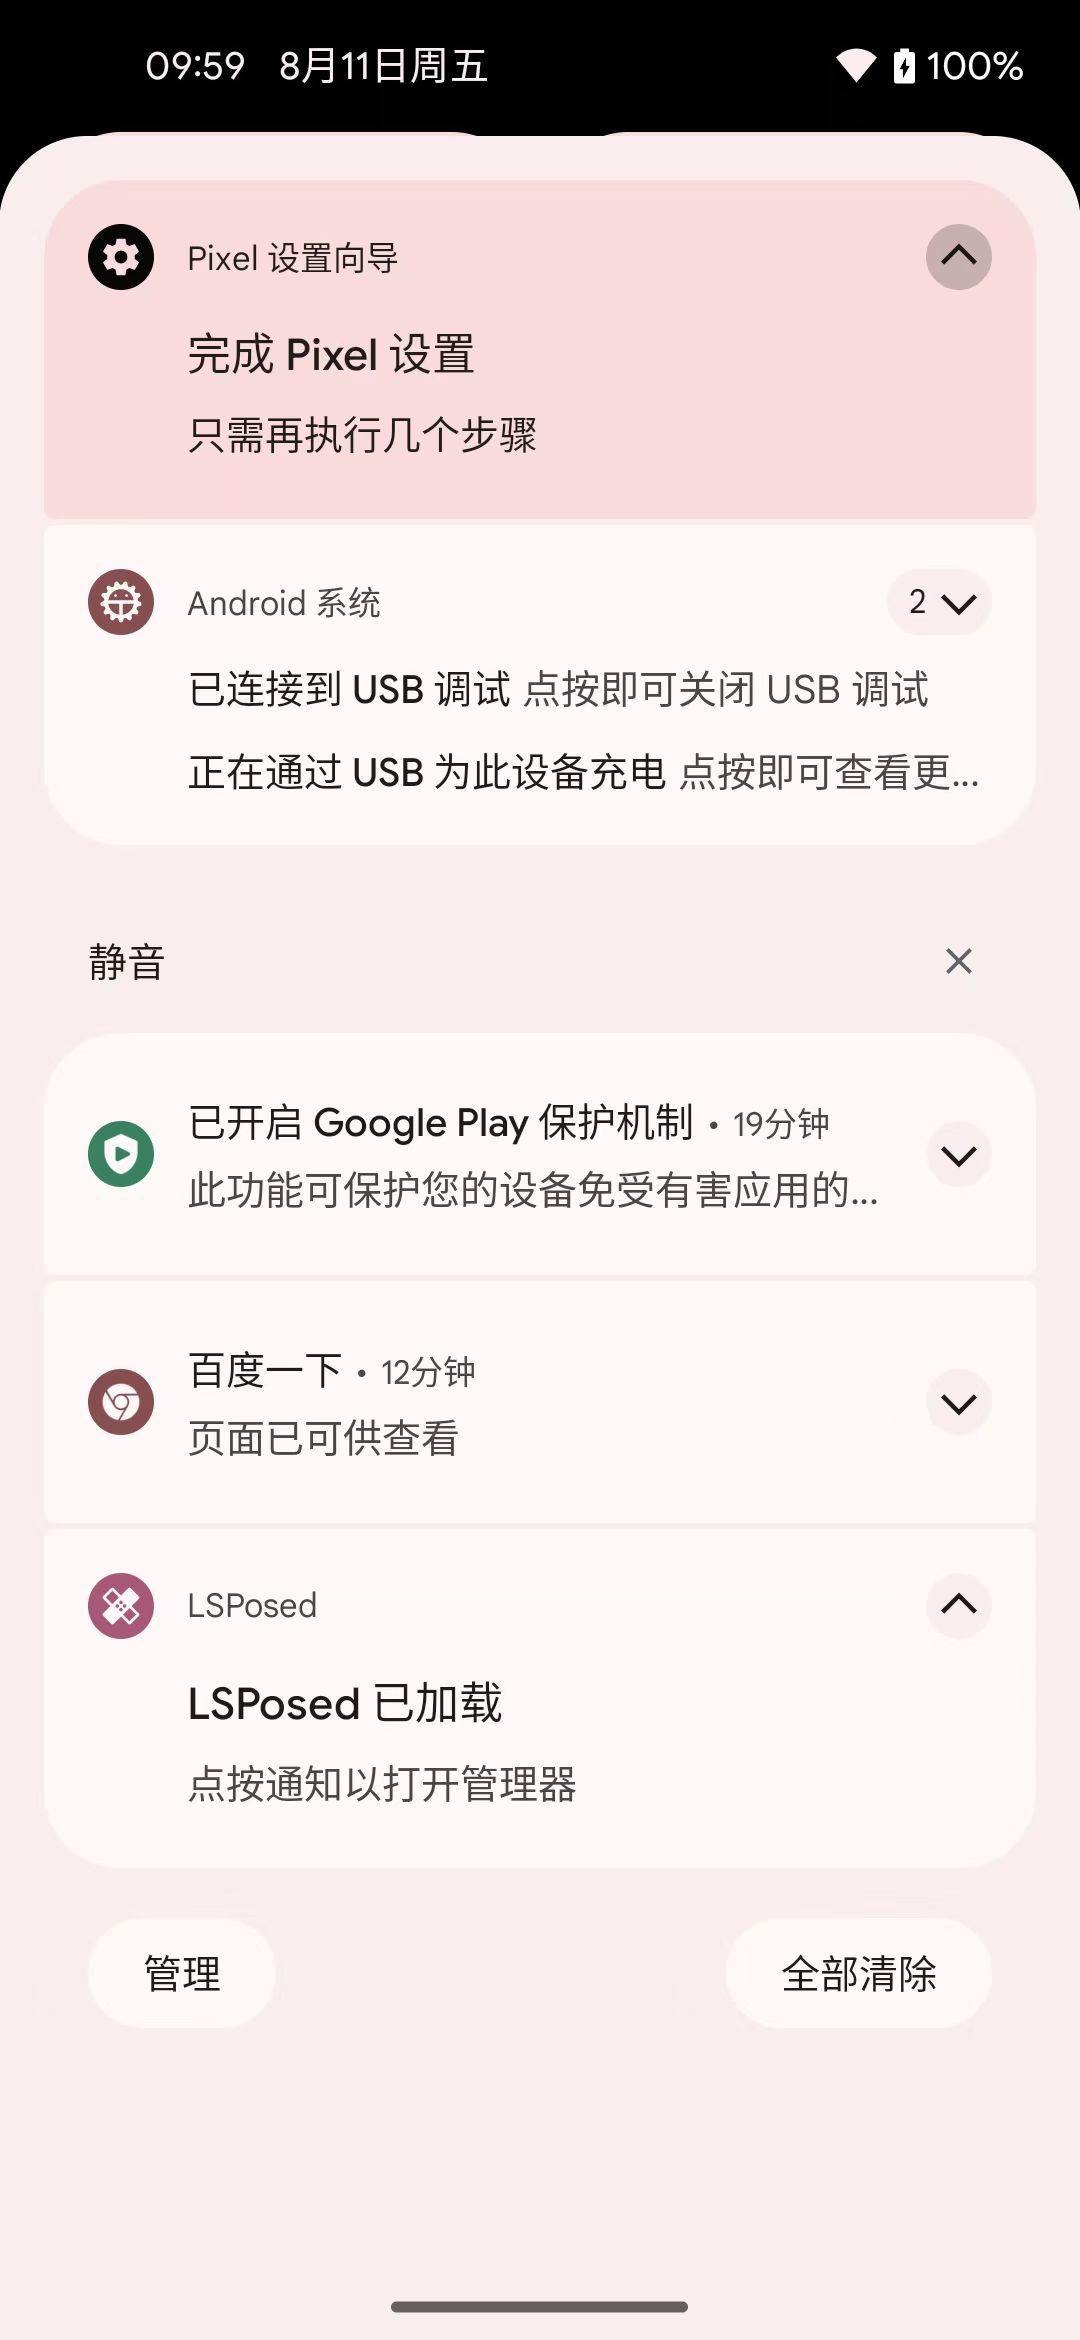 09:59 8月11日周五 100%
Pixel 设置向导
完成 Pixel 设置
只需再执行几个步骤
Android 系统 2
已连接到 USB 调试 点按即可关闭 USB 调试
正在通过 USB 为此设备充电 点按即可查看更...
静音
已开启 Google Play 保护机制 • 19分钟
此功能可保护您的设备免受有害应用的...
百度一下 • 12分钟
页面已可供查看
LSPosed
LSPosed 已加载
点按通知以打开管理器
管理 全部清除